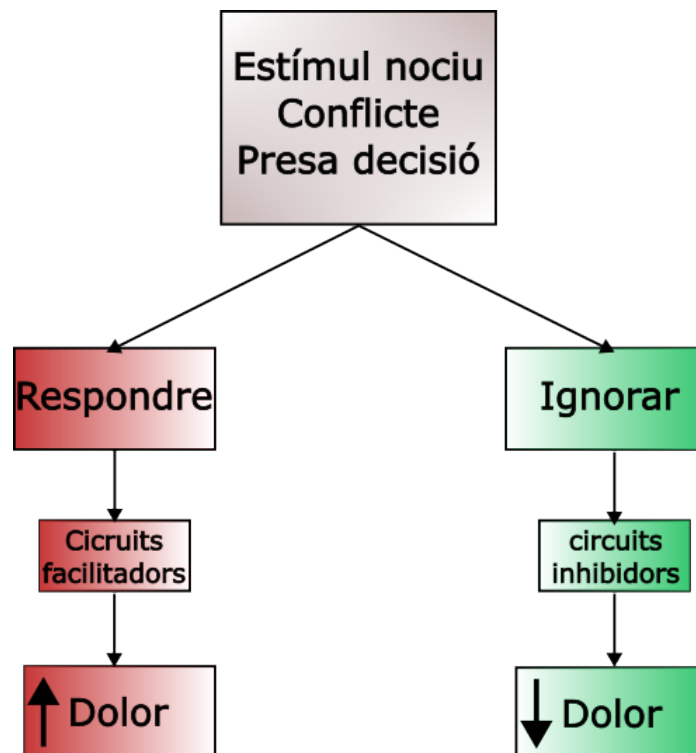 Estímul nociu
Conflicte
Presa decisió
Respondre
Ignorar
Cicruits
facilitadors
circuits
inhibidors
Dolor
Dolor